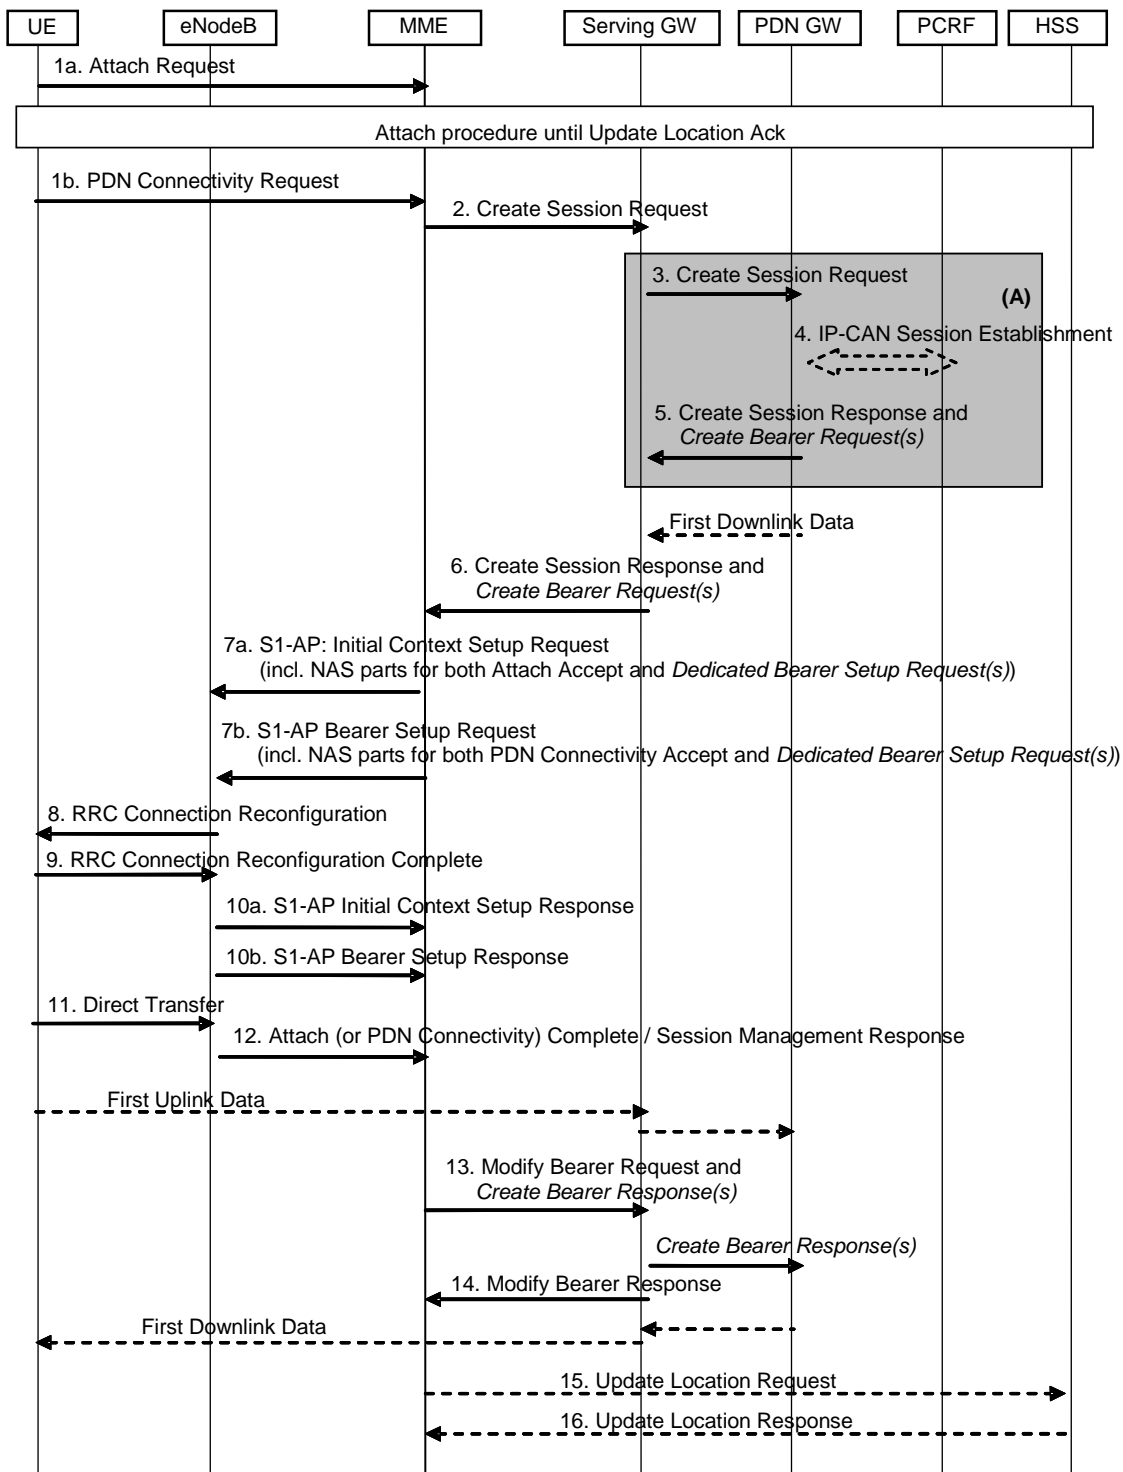 UE eNodeB MME Serving GW PDN GW PCRF HSS
1a. Attach Request
Attach procedure until Update Location Ack
1b. PDN Connectivity Request
2. Create Session Request
3. Create Session Request
(A)
4. IP-CAN Session Establishment
5. Create Session Response and
Create Bearer Request(s)
First Downlink Data
6. Create Session Response and
Create Bearer Request(s)
7a. S1-AP: Initial Context Setup Request
(incl. NAS parts for both Attach Accept and Dedicated Bearer Setup Request(s))
7b. S1-AP Bearer Setup Request
(incl. NAS parts for both PDN Connectivity Accept and Dedicated Bearer Setup Request(s))
8. RRC Connection Reconfiguration
9. RRC Connection Reconfiguration Complete
10a. S1-AP Initial Context Setup Response
10b. S1-AP Bearer Setup Response
11. Direct Transfer
12. Attach (or PDN Connectivity) Complete / Session Management Response
First Uplink Data
13. Modify Bearer Request and
Create Bearer Response(s)
Create Bearer Response(s)
14. Modify Bearer Response
First Downlink Data
15. Update Location Request
16. Update Location Response